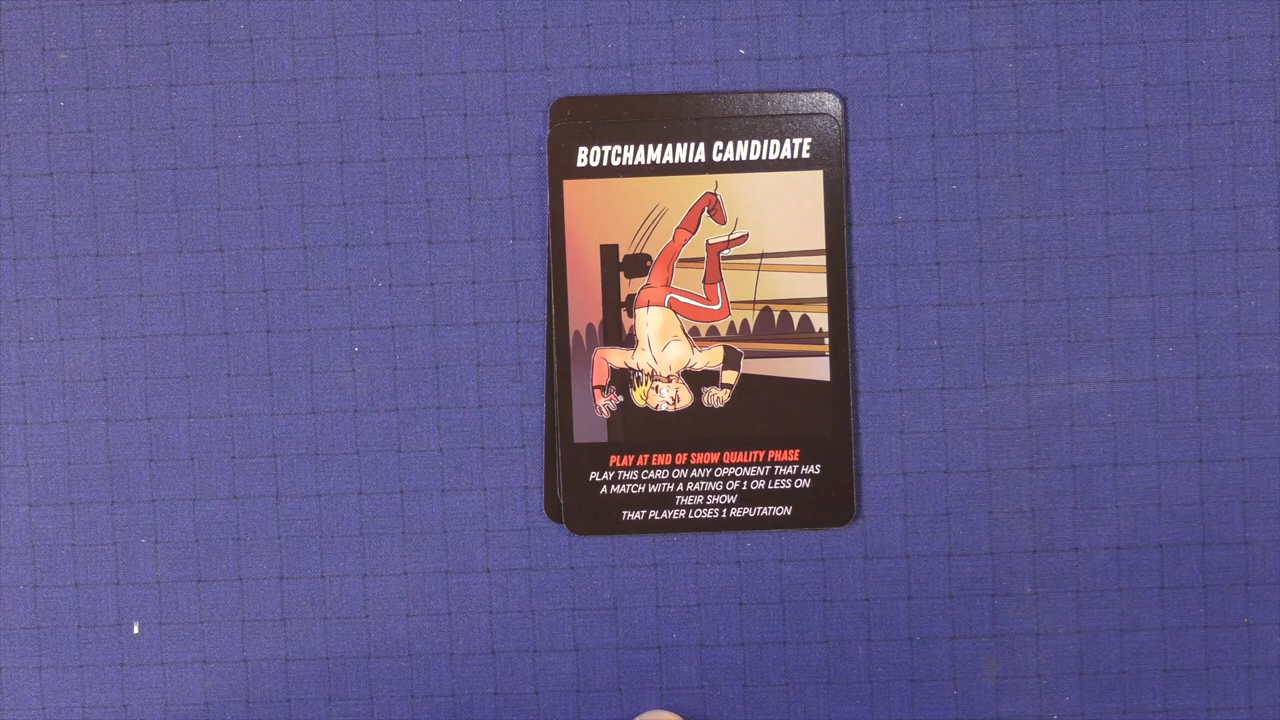 BOTCHAMANIA CANDIDATE
PLAY AT END OF SHOW QUALITY PHASE
PLAY THIS CARD ON ANY OPPONENT THAT HAS
A MATCH WITH A RATING OF 1 OR LESS ON
THEIR SHOW
THAT PLAYER LOSES 1 REPUTATION